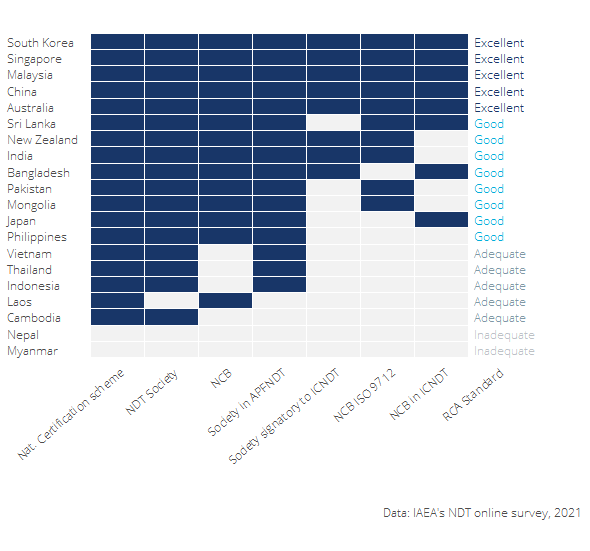 South Korea Excellent
Singapore Excellent
Malaysia Excellent
China Excellent
Australia Excellent
Sri Lanka Good
New Zealand Good
India Good
Bangladesh Good
Pakistan Good
Mongolia Good
Japan Good
Philippines Good
Vietnam Adequate
Thailand Adequate
Indonesia Adequate
Laos Adequate
Cambodia Adequate
Nepal Inadequate
Myanmar Inadequate
Nat. Certification scheme
NDT Society
NCB
Society in APFNDT
Society signatory to ICNDT
NCB ISO 9712
NCB in ICNDT
RCA Standard
Data: IAEA's NDT online survey, 2021